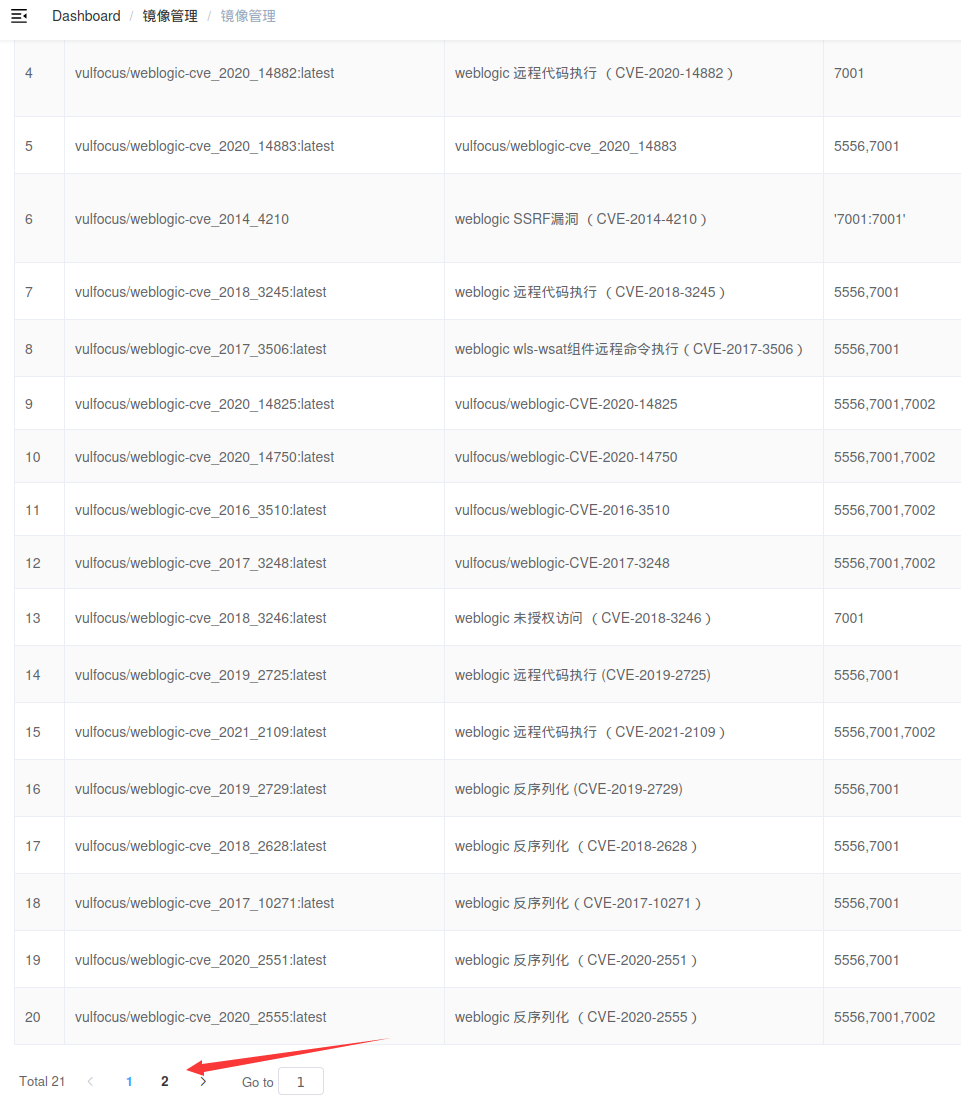 Dashboard / 镜像管理 / 镜像管理
4 vulfocus/weblogic-cve_2020_14882:latest weblogic 远程代码执行 （CVE-2020-14882） 7001
5 vulfocus/weblogic-cve_2020_14883:latest vulfocus/weblogic-cve_2020_14883 5556,7001
6 vulfocus/weblogic-cve_2014_4210 weblogic SSRF漏洞 （CVE-2014-4210） '7001:7001'
7 vulfocus/weblogic-cve_2018_3245:latest weblogic 远程代码执行 （CVE-2018-3245） 5556,7001
8 vulfocus/weblogic-cve_2017_3506:latest weblogic wls-wsat组件远程命令执行（CVE-2017-3506） 5556,7001
9 vulfocus/weblogic-cve_2020_14825:latest vulfocus/weblogic-CVE-2020-14825 5556,7001,7002
10 vulfocus/weblogic-cve_2020_14750:latest vulfocus/weblogic-CVE-2020-14750 5556,7001,7002
11 vulfocus/weblogic-cve_2016_3510:latest vulfocus/weblogic-CVE-2016-3510 5556,7001,7002
12 vulfocus/weblogic-cve_2017_3248:latest vulfocus/weblogic-CVE-2017-3248 5556,7001,7002
13 vulfocus/weblogic-cve_2018_3246:latest weblogic 未授权访问 （CVE-2018-3246） 7001
14 vulfocus/weblogic-cve_2019_2725:latest weblogic 远程代码执行 (CVE-2019-2725) 5556,7001
15 vulfocus/weblogic-cve_2021_2109:latest weblogic 远程代码执行 （CVE-2021-2109） 5556,7001,7002
16 vulfocus/weblogic-cve_2019_2729:latest weblogic 反序列化 (CVE-2019-2729) 5556,7001
17 vulfocus/weblogic-cve_2018_2628:latest weblogic 反序列化 （CVE-2018-2628） 5556,7001
18 vulfocus/weblogic-cve_2017_10271:latest weblogic 反序列化（CVE-2017-10271） 5556,7001
19 vulfocus/weblogic-cve_2020_2551:latest weblogic 反序列化 （CVE-2020-2551） 5556,7001
20 vulfocus/weblogic-cve_2020_2555:latest weblogic 反序列化 （CVE-2020-2555） 5556,7001,7002
Total 21 < 1 2 > Go to 1